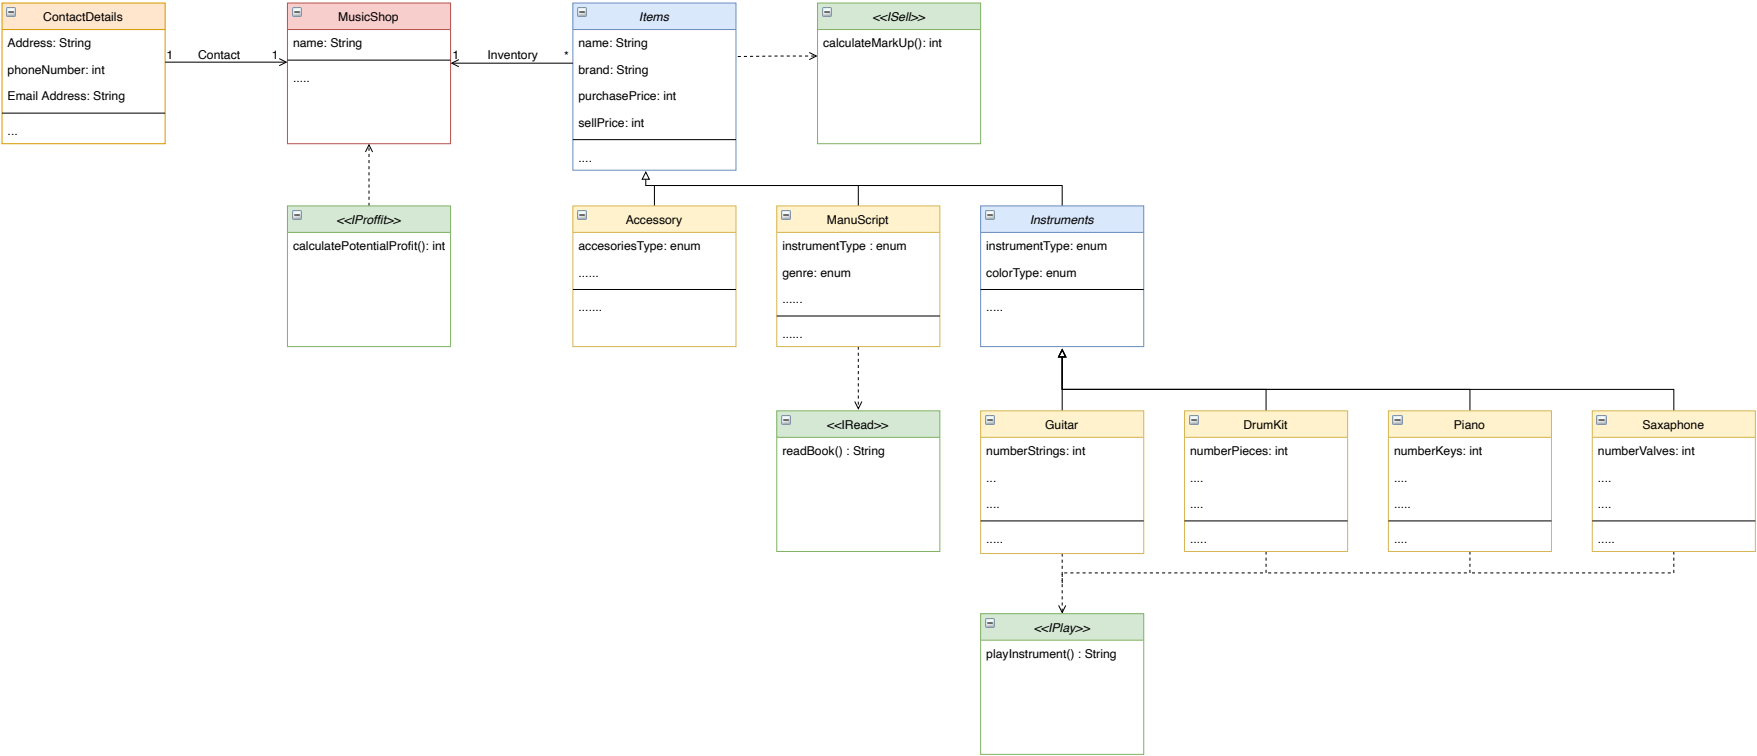 ContactDetails
Address: String
phoneNumber: int
Email Address: String
...
1 Contact 1
MusicShop
name: String
.....
1 Inventory *
Items
name: String
brand: String
purchasePrice: int
sellPrice: int
....
<<ISell>>
calculateMarkUp(): int
<<IProffit>>
calculatePotentialProfit(): int
Accessory
accesoriesType: enum
......
.......
ManuScript
instrumentType : enum
genre: enum
......
......
Instruments
instrumentType: enum
colorType: enum
.....
<<IRead>>
readBook() : String
Guitar
numberStrings: int
...
....
.....
DrumKit
numberPieces: int
....
....
.....
Piano
numberKeys: int
....
.....
....
Saxaphone
numberValves: int
....
....
.....
<<IPlay>>
playInstrument() : String